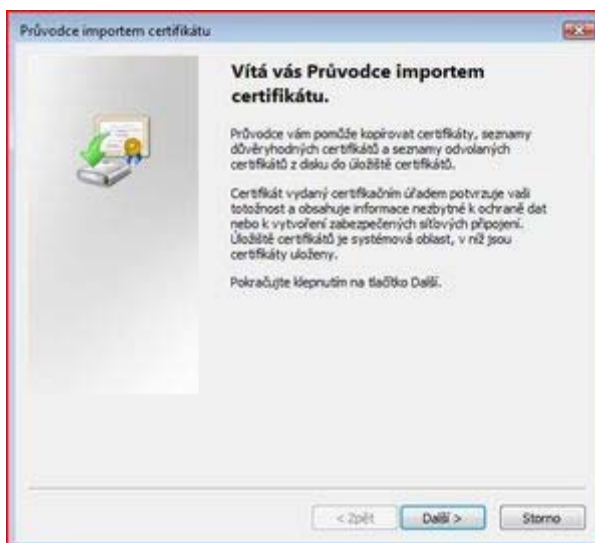 Průvodce importem certifikátu
Vítá vás Průvodce importem
certifikátu.
Průvodce vám pomůže kopírovat certifikáty, seznamy
důvěryhodných certifikátů a seznamy odvolaných
certifikátů z disku do úložiště certifikátů.
Certifikát vydaný certifikačním úřadem potvrzuje vaši
totožnost a obsahuje informace nezbytné k ochraně dat
nebo k vytvoření zabezpečených síťových připojení.
Úložiště certifikátů je systémová oblast, v níž jsou
certifikáty uloženy.
Pokračujte klepnutím na tlačítko Další.
< Zpět
Další >
Storno